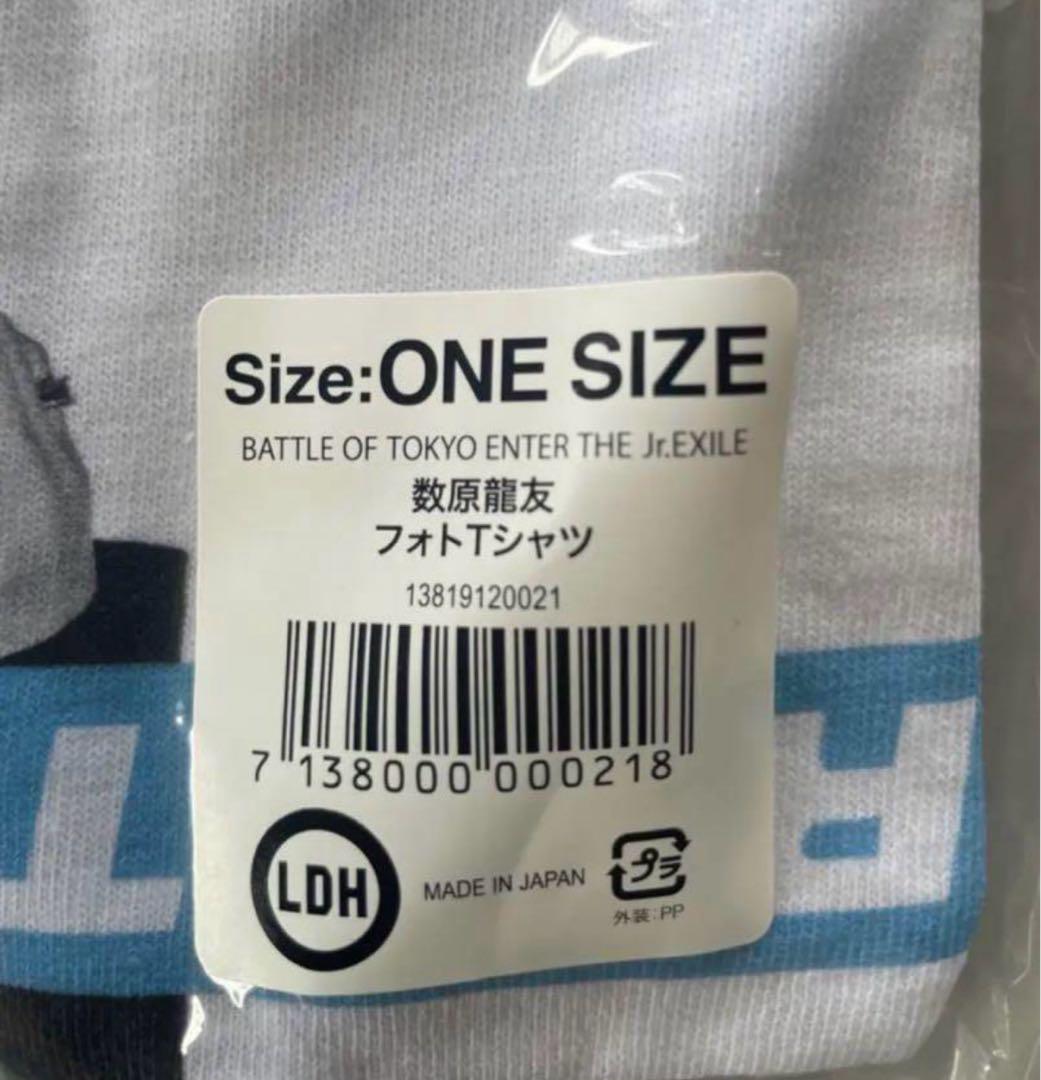 Size:ONE SIZE
BATTLE OF TOKYO ENTER THE Jr.EXILE
数原龍友
フォトTシャツ
13819120021
7 138000 000218
LDH
MADE IN JAPAN
プラ
外装:PP